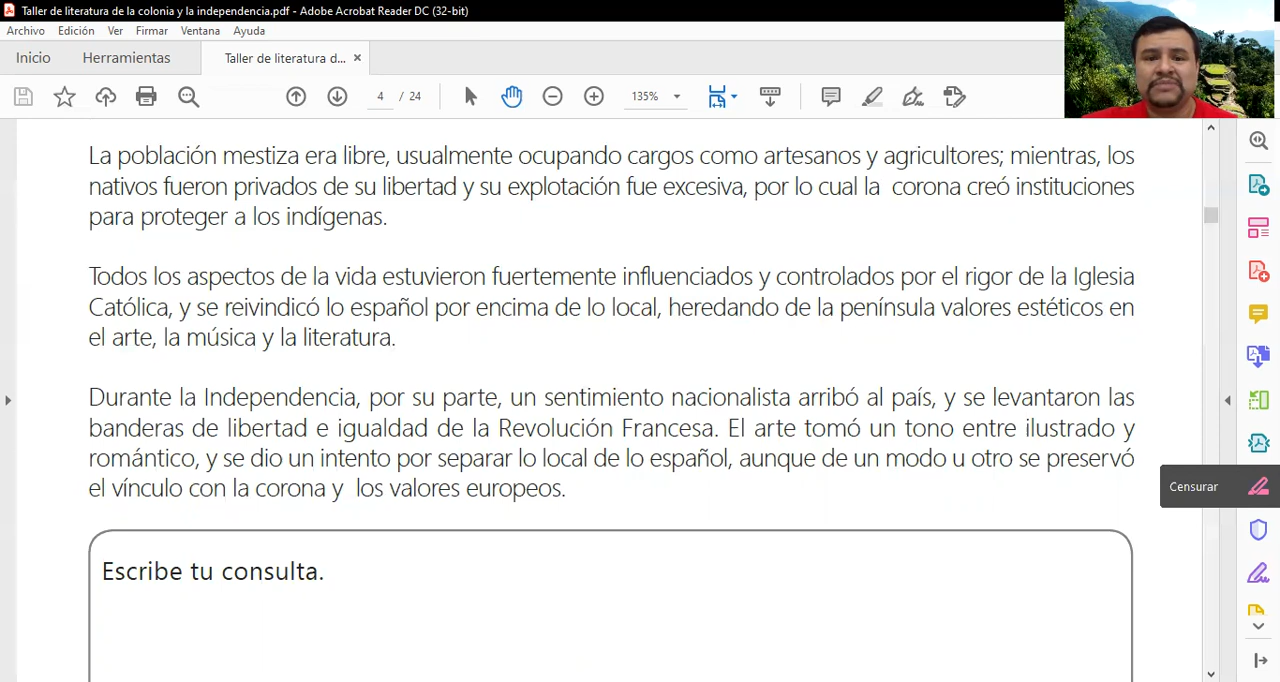 Taller de literatura de la colonia y la independencia.pdf - Adobe Acrobat Reader DC (32-bit)
Archivo Edición Ver Firmar Ventana Ayuda
Inicio Herramientas Taller de literatura d... ×
4 / 24 135%
La población mestiza era libre, usualmente ocupando cargos como artesanos y agricultores; mientras, los
nativos fueron privados de su libertad y su explotación fue excesiva, por lo cual la corona creó instituciones
para proteger a los indígenas.
Todos los aspectos de la vida estuvieron fuertemente influenciados y controlados por el rigor de la Iglesia
Católica, y se reivindicó lo español por encima de lo local, heredando de la península valores estéticos en
el arte, la música y la literatura.
Durante la Independencia, por su parte, un sentimiento nacionalista arribó al país, y se levantaron las
banderas de libertad e igualdad de la Revolución Francesa. El arte tomó un tono entre ilustrado y
romántico, y se dio un intento por separar lo local de lo español, aunque de un modo u otro se preservó
el vínculo con la corona y los valores europeos.
Censurar
Escribe tu consulta.